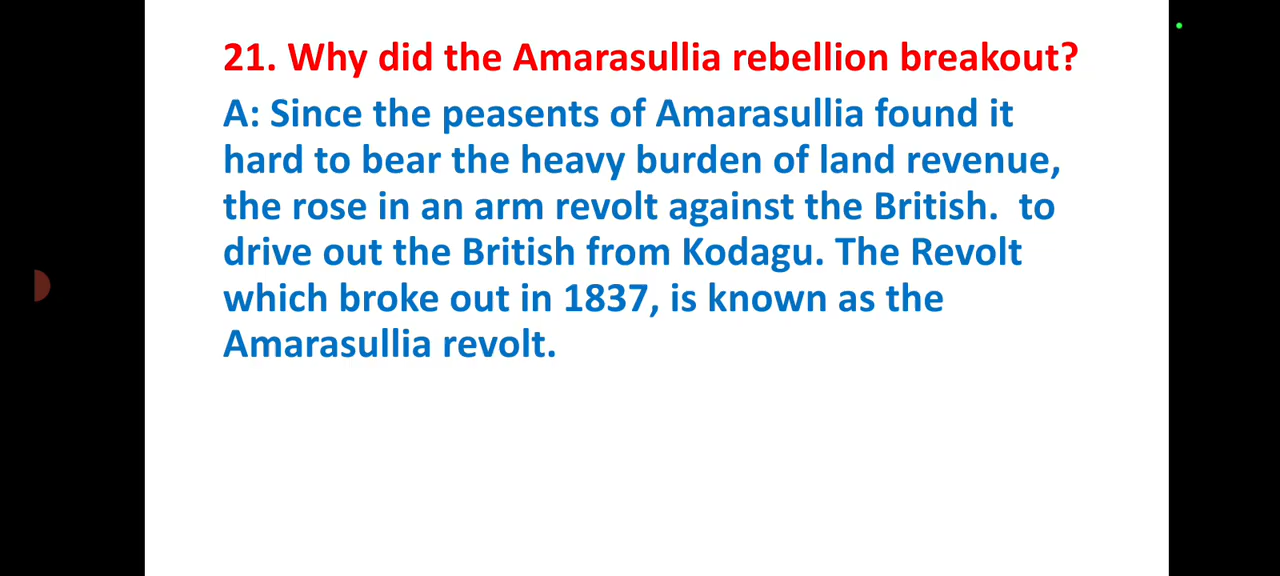 21. Why did the Amarasullia rebellion breakout?
A: Since the peasents of Amarasullia found it
hard to bear the heavy burden of land revenue,
the rose in an arm revolt against the British.  to
drive out the British from Kodagu. The Revolt
which broke out in 1837, is known as the
Amarasullia revolt.